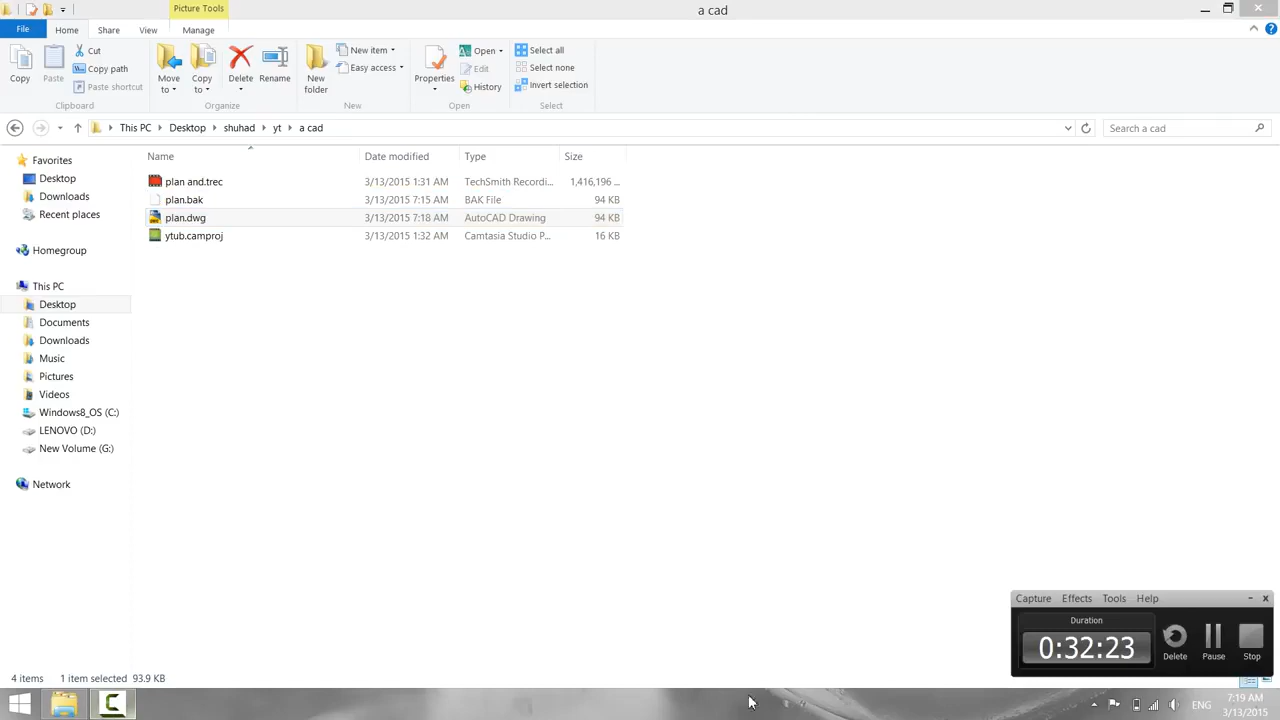 Picture Tools
a cad
File
Home
Share
View
Manage
Copy
Paste
Cut
Copy path
Paste shortcut
Clipboard
Move to
Copy to
Delete
Rename
Organize
New folder
New item
Easy access
New
Properties
Open
Edit
History
Open
Select all
Select none
Invert selection
Select
This PC
Desktop
shuhad
yt
a cad
Search a cad
Favorites
Desktop
Downloads
Recent places
Homegroup
This PC
Desktop
Documents
Downloads
Music
Pictures
Videos
Windows8_OS (C:)
LENOVO (D:)
New Volume (G:)
Network
Name Date modified Type Size
plan and.trec 3/13/2015 1:31 AM TechSmith Recordi... 1,416,196 ...
plan.bak 3/13/2015 7:15 AM BAK File 94 KB
plan.dwg 3/13/2015 7:18 AM AutoCAD Drawing 94 KB
ytub.camproj 3/13/2015 1:32 AM Camtasia Studio P... 16 KB
Capture Effects Tools Help
Duration
0:32:23
Delete
Pause
Stop
4 items 1 item selected 93.9 KB
ENG
7:19 AM
3/13/2015